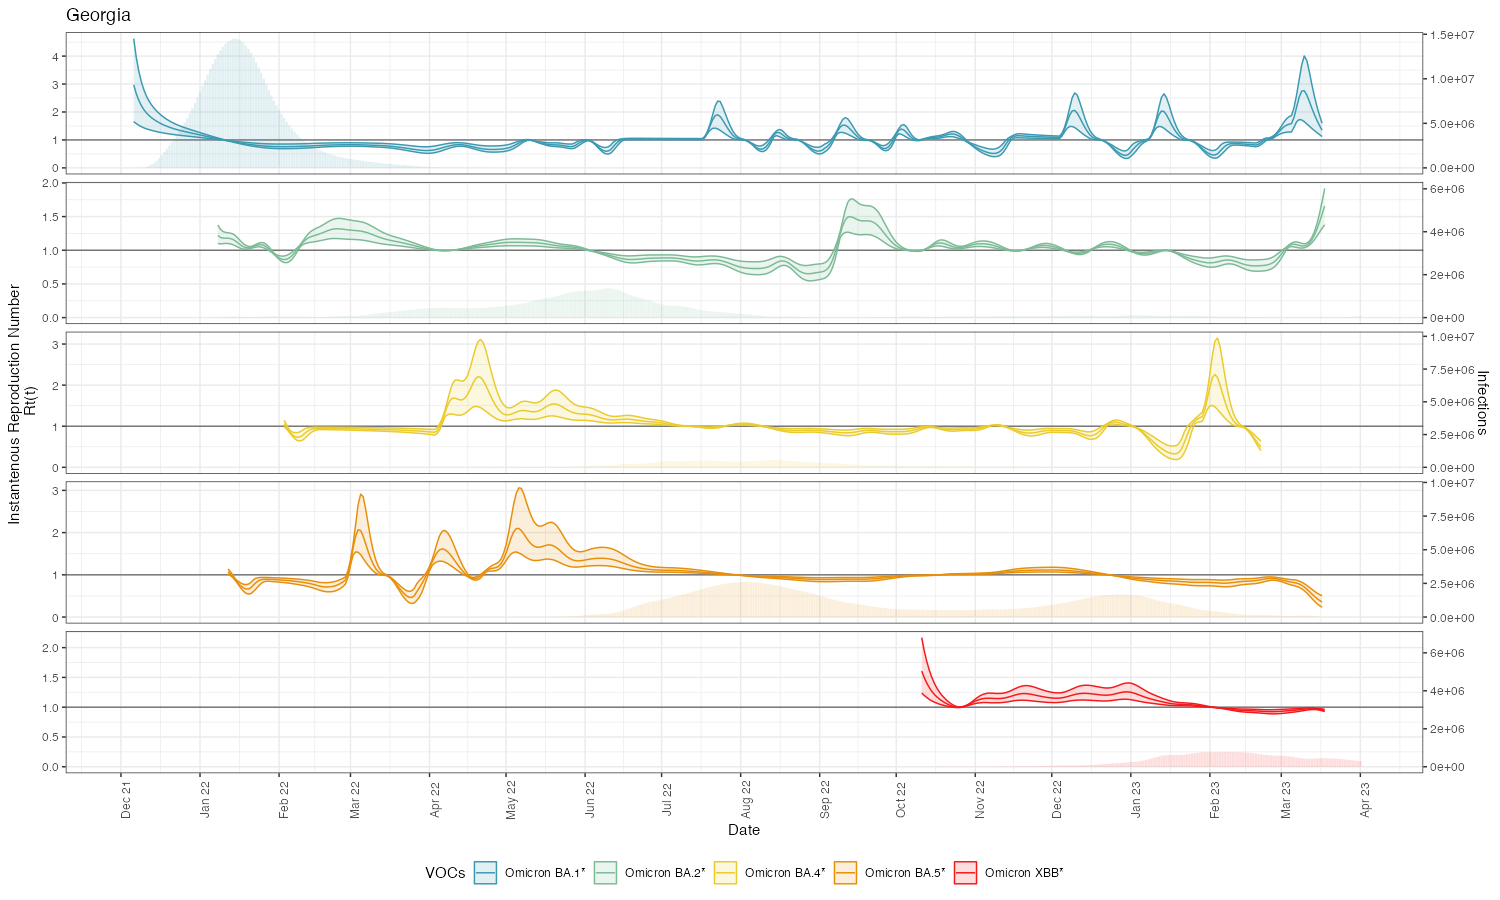 Georgia
4
3
2
1
0
1.5e+07
1.0e+07
5.0e+06
0.0e+00
2.0
1.5
1.0
0.5
0.0
6e+06
4e+06
2e+06
0e+00
3
2
1
0
1.0e+07
7.5e+06
5.0e+06
2.5e+06
0.0e+00
3
2
1
0
1.0e+07
7.5e+06
5.0e+06
2.5e+06
0.0e+00
2.0
1.5
1.0
0.5
0.0
6e+06
4e+06
2e+06
0e+00
Instantenous Reproduction Number
Rt(t)
Infections
Dec 21
Jan 22
Feb 22
Mar 22
Apr 22
May 22
Jun 22
Jul 22
Aug 22
Sep 22
Oct 22
Nov 22
Dec 22
Jan 23
Feb 23
Mar 23
Apr 23
Date
VOCs Omicron BA.1* Omicron BA.2* Omicron BA.4* Omicron BA.5* Omicron XBB*